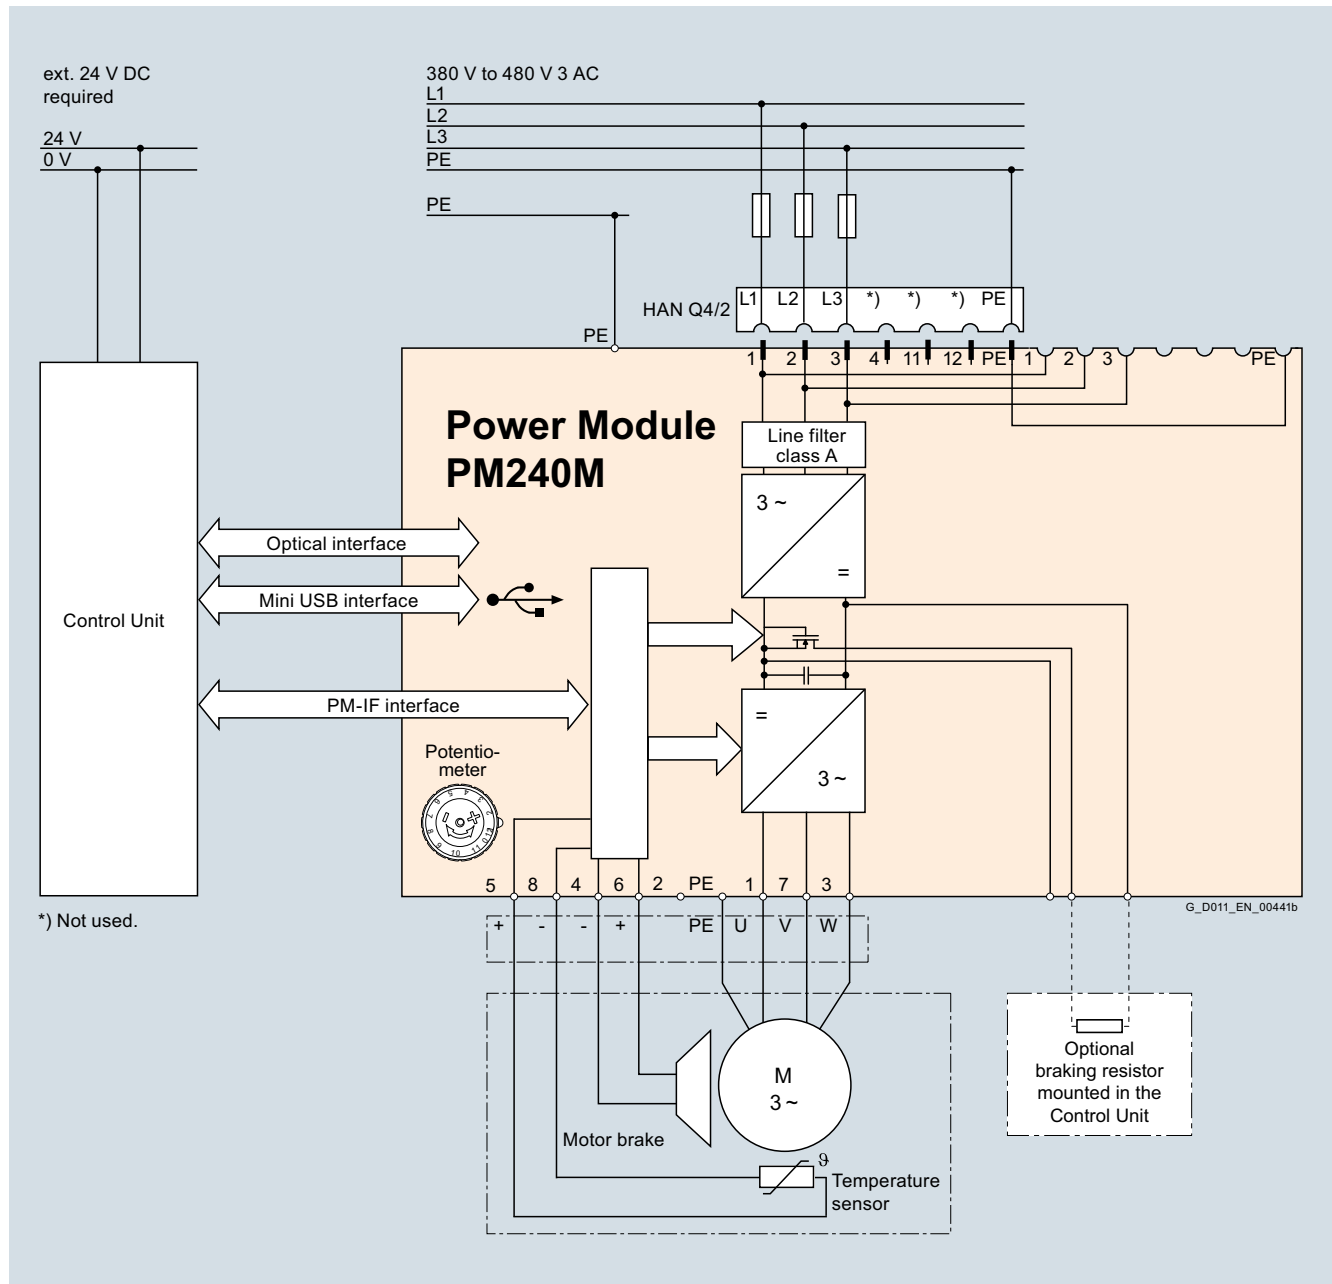 ext. 24 V DC
required
24 V
0 V
380 V to 480 V 3 AC
L1
L2
L3
PE
PE
HAN Q4/2
L1 L2 L3 *) *) *) PE
PE
1 2 3 4 11 12 PE 1 2 3 PE
Power Module
PM240M
Line filter
class A
3 ~
=
Optical interface
Mini USB interface
Control Unit
PM-IF interface
=
3 ~
Potentio-
meter
5 8 4 6 2 PE 1 7 3
G_D011_EN_00441b
*) Not used.
+ - - + PE U V W
M
3 ~
Motor brake
ϑ
Temperature
sensor
Optional
braking resistor
mounted in the
Control Unit